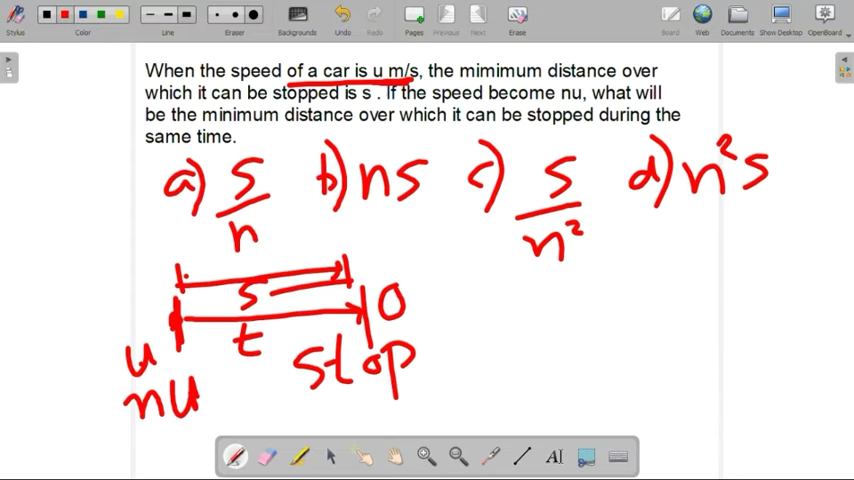 Stylus Color Line Eraser Backgrounds Undo Redo Pages Previous Next Erase Board Web Documents Show Desktop OpenBoard
When the speed of a car is u m/s, the mimimum distance over
which it can be stopped is s . If the speed become nu, what will
be the minimum distance over which it can be stopped during the
same time.
a) s/n b) ns c) s/n² d) n²s
s
t 0
u stop
nu